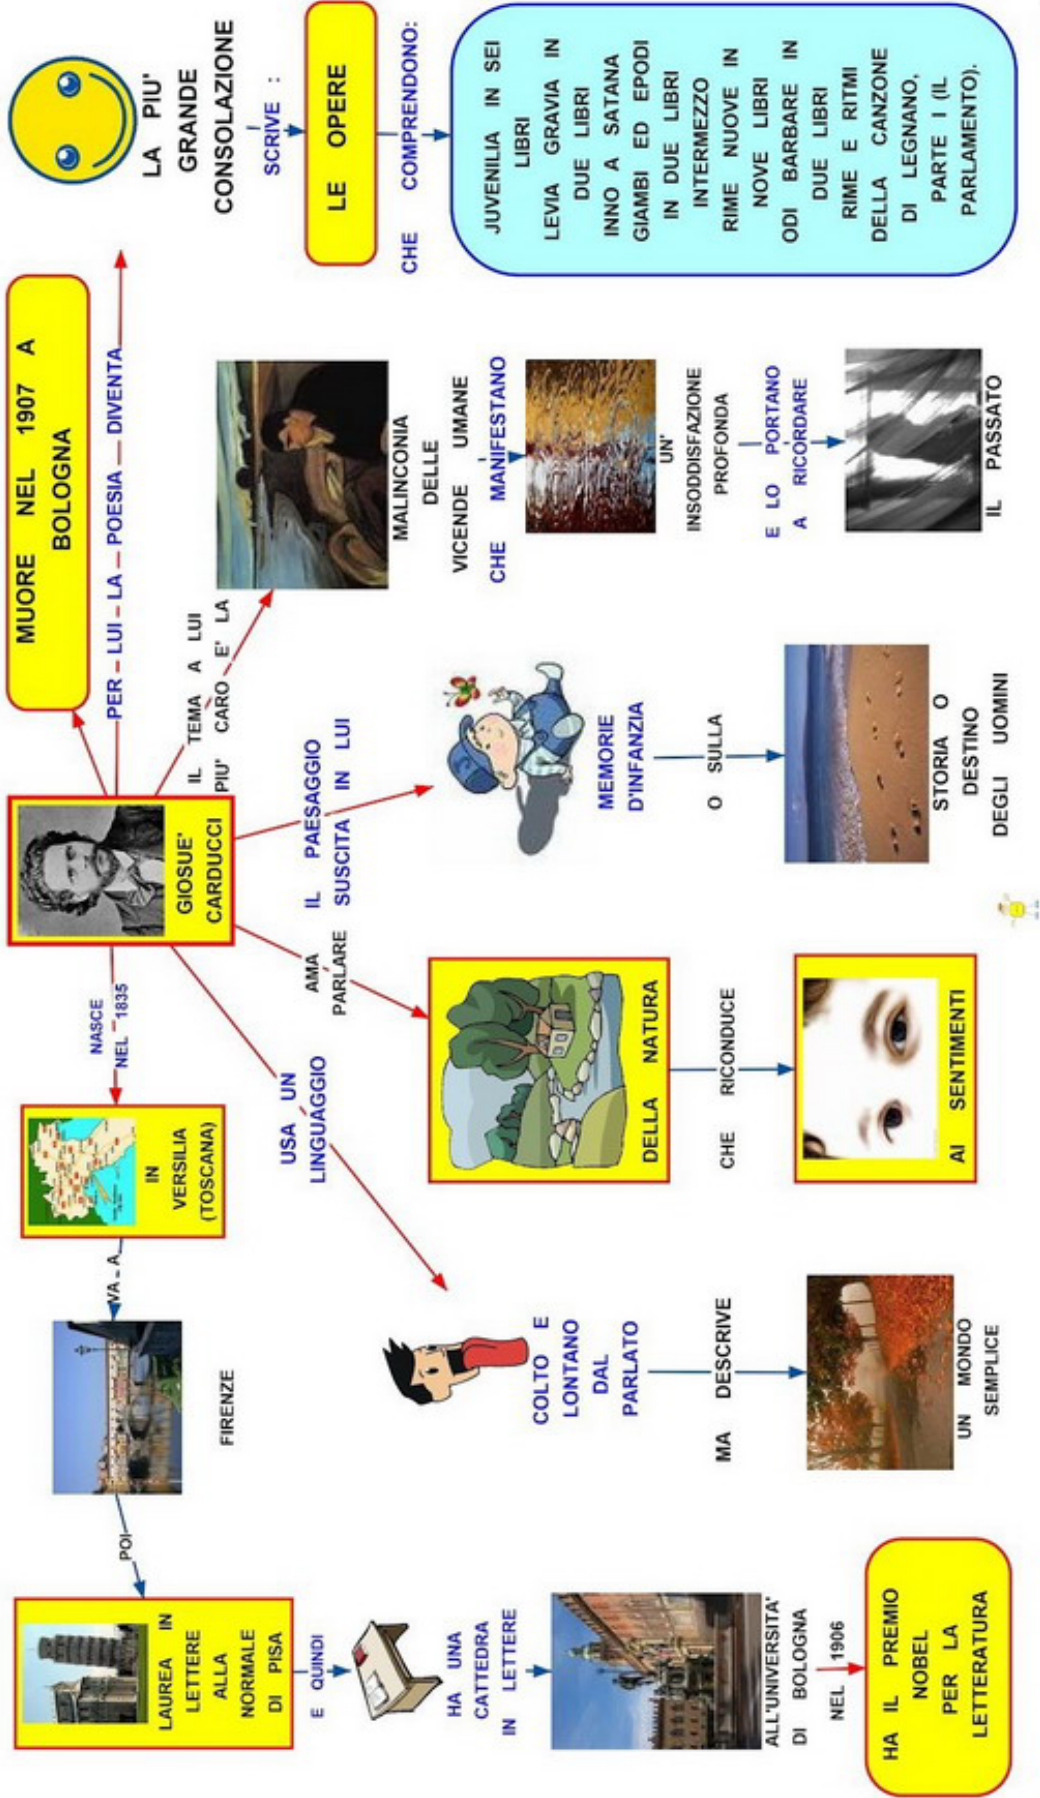 GIOSUE'
CARDUCCI
NASCE
NEL 1835
IN
VERSILIA
(TOSCANA)
VA A
FIRENZE
POI
LAUREA IN
LETTERE
ALLA
NORMALE
DI PISA
E QUINDI
HA UNA
CATTEDRA
IN LETTERE
ALL'UNIVERSITA'
DI BOLOGNA
NEL 1906
HA IL PREMIO
NOBEL
PER LA
LETTERATURA
USA UN
LINGUAGGIO
COLTO E
LONTANO
DAL
PARLATO
MA DESCRIVE
UN MONDO
SEMPLICE
AMA
PARLARE
DELLA NATURA
CHE RICONDUCE
AI SENTIMENTI
IL PAESAGGIO
SUSCITA IN LUI
MEMORIE
D'INFANZIA
O SULLA
STORIA O
DESTINO
DEGLI UOMINI
IL TEMA A LUI
PIU' CARO E' LA
MALINCONIA
DELLE
VICENDE UMANE
CHE MANIFESTANO
UN'
INSODDISFAZIONE
PROFONDA
E LO PORTANO
A RICORDARE
IL PASSATO
MUORE NEL 1907 A
BOLOGNA
PER LUI LA POESIA DIVENTA
LA PIU'
GRANDE
CONSOLAZIONE
SCRIVE :
LE OPERE
CHE COMPRENDONO:
JUVENILIA IN SEI
LIBRI
LEVIA GRAVIA IN
DUE LIBRI
INNO A SATANA
GIAMBI ED EPODI
IN DUE LIBRI
INTERMEZZO
RIME NUOVE IN
NOVE LIBRI
ODI BARBARE IN
DUE LIBRI
RIME E RITMI
DELLA CANZONE
DI LEGNANO,
PARTE I (IL
PARLAMENTO).